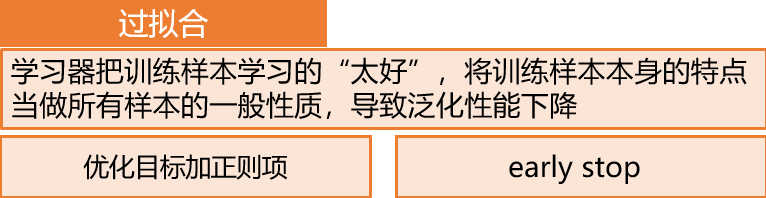 过拟合
学习器把训练样本学习的“太好”，将训练样本本身的特点
当做所有样本的一般性质，导致泛化性能下降
优化目标加正则项
early stop